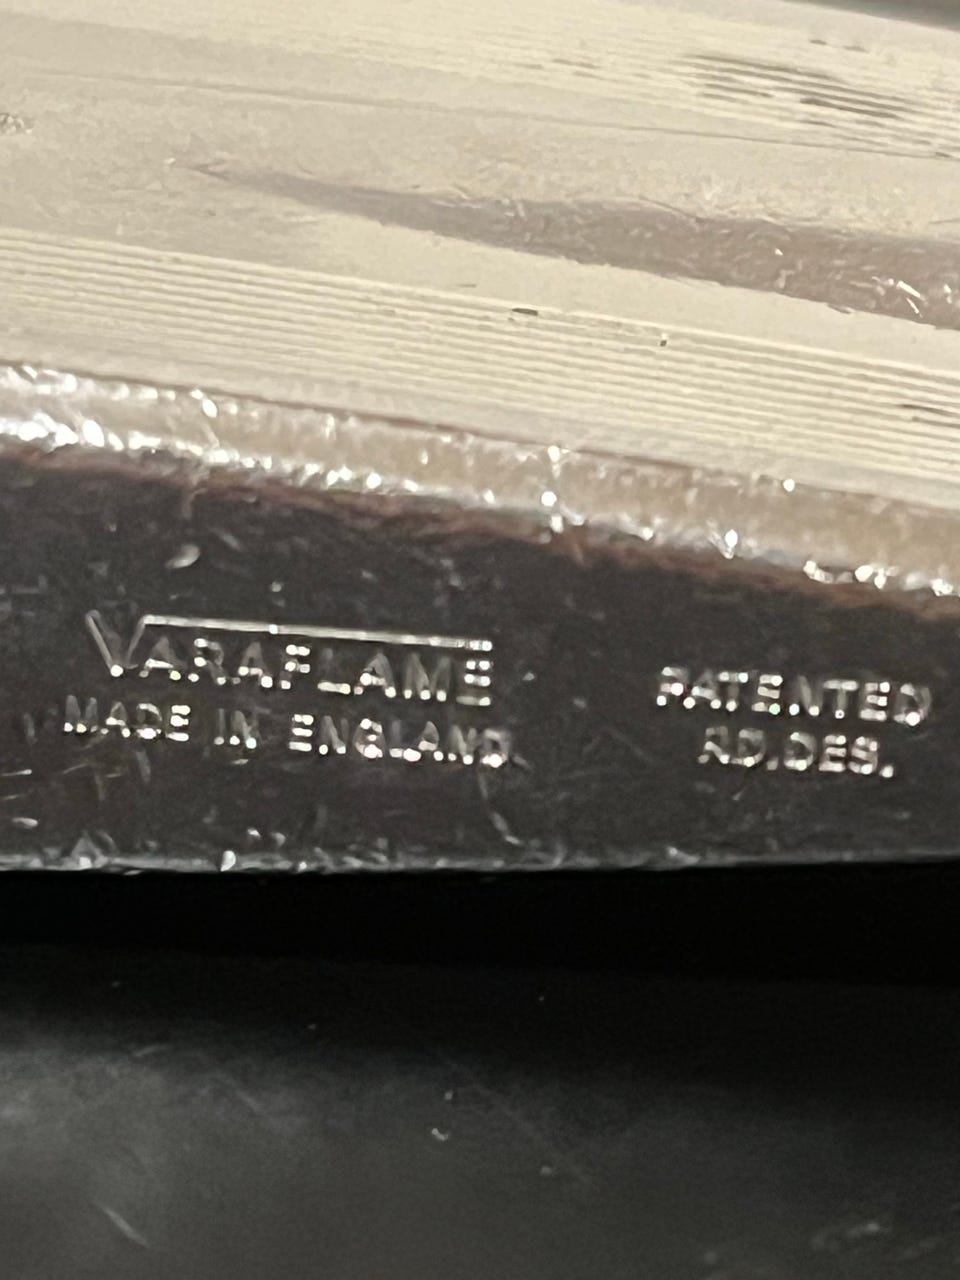 VARAFLAME
MADE IN ENGLAND
PATENTED
RD.DES.